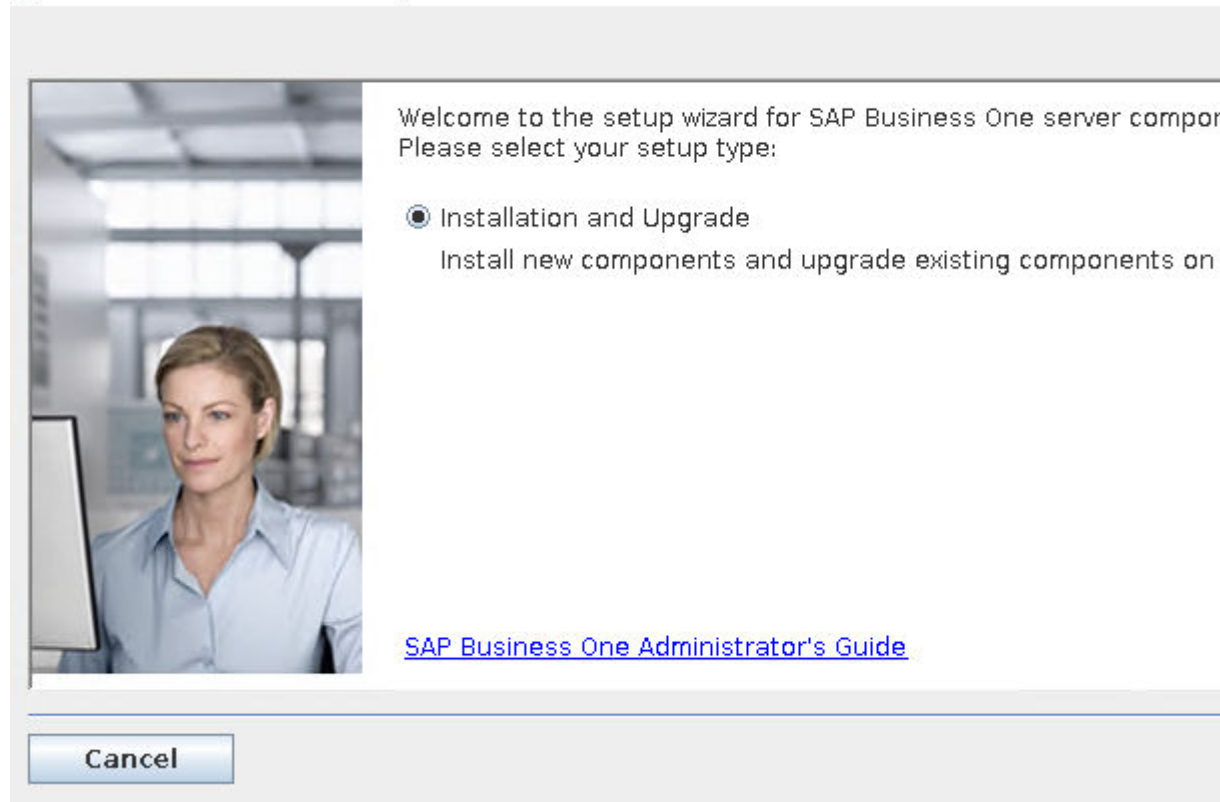 Welcome to the setup wizard for SAP Business One server compor
Please select your setup type:
Installation and Upgrade
Install new components and upgrade existing components on
SAP Business One Administrator's Guide
Cancel